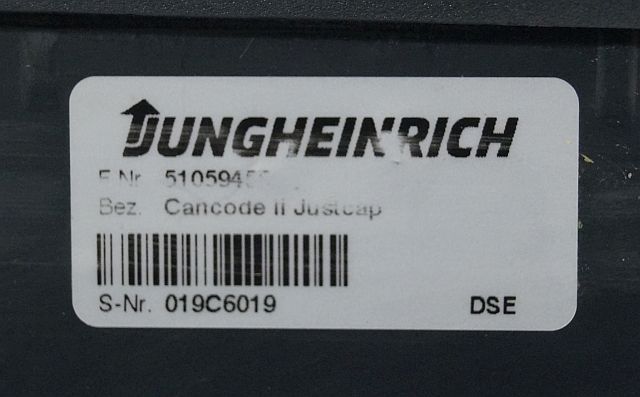 JUNGHEINRICH
E.Nr.
Bez. Cancode II Justcap
S-Nr. 019C6019 DSE